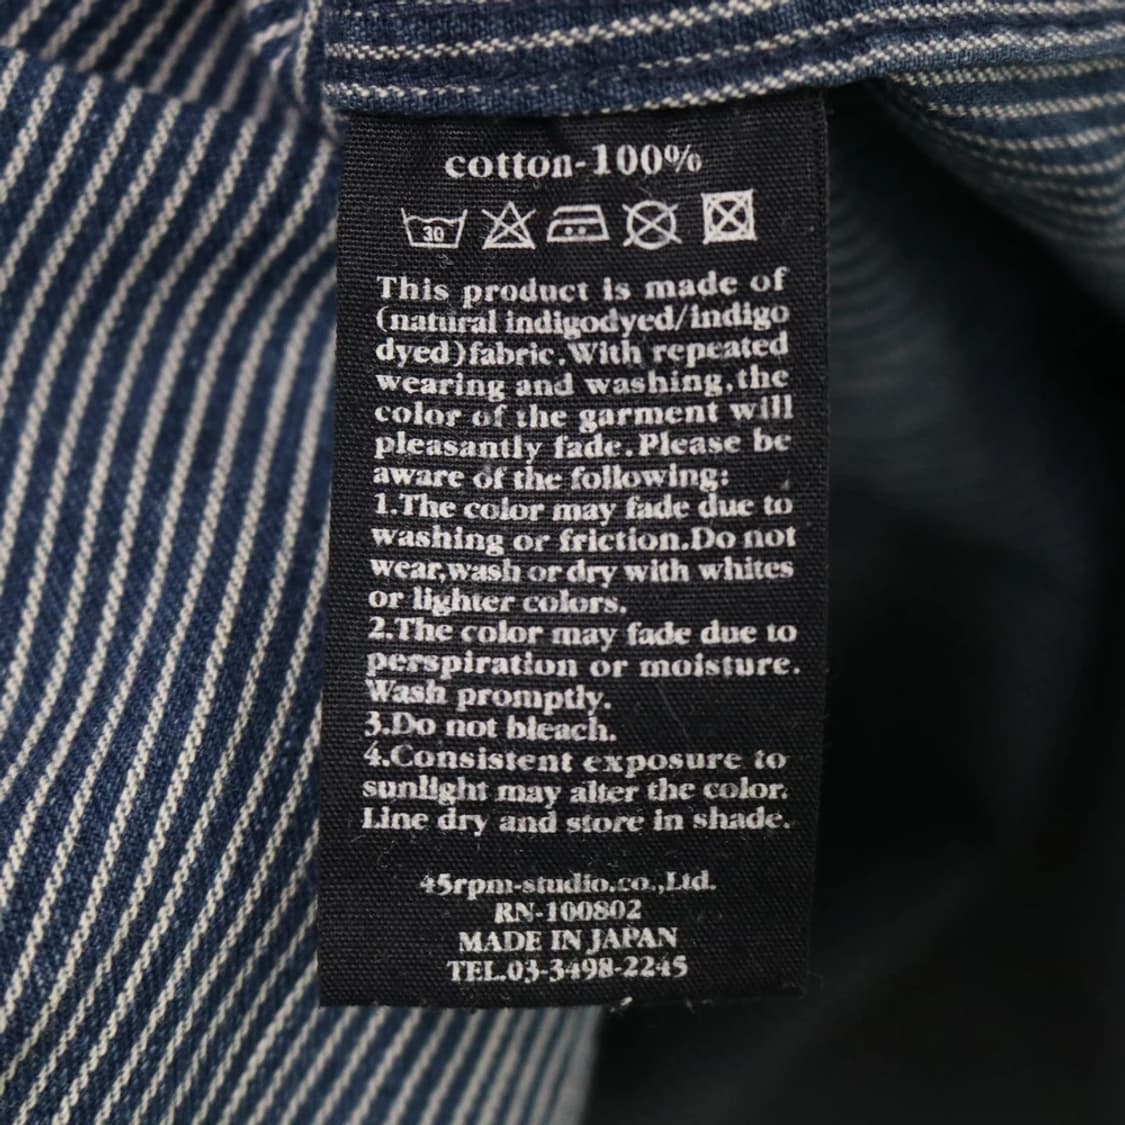 cotton-100%
30
This product is made of
(natural indigodyed/indigo
dyed)fabric.With repeated
wearing and washing,the
color of the garment will
pleasantly fade.Please be
aware of the following:
1.The color may fade due to
washing or friction.Do not
wear,wash or dry with whites
or lighter colors.
2.The color may fade due to
perspiration or moisture.
Wash promptly.
3.Do not bleach.
4.Consistent exposure to
sunlight may alter the color.
Line dry and store in shade.
45rpm-studio.co.,Ltd.
RN-100802
MADE IN JAPAN
TEL.03-3498-2245